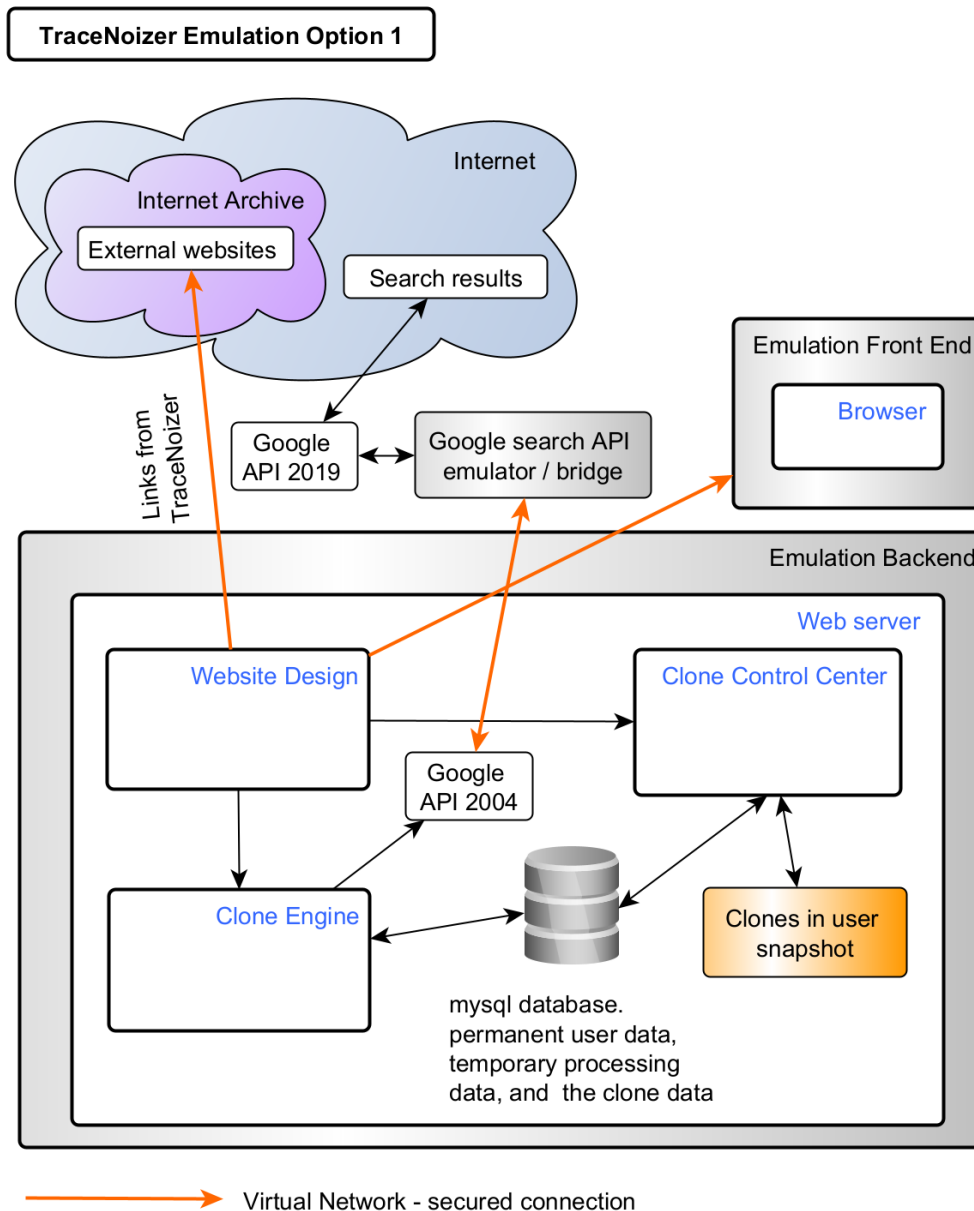 TraceNoizer Emulation Option 1
Internet
Internet Archive
External websites
Search results
Emulation Front End
Browser
Links from
TraceNoizer
Google
API 2019
Google search API
emulator / bridge
Emulation Backend
Web server
Website Design
Clone Control Center
Google
API 2004
Clone Engine
Clones in user
snapshot
mysql database.
permanent user data,
temporary processing
data, and the clone data
Virtual Network - secured connection